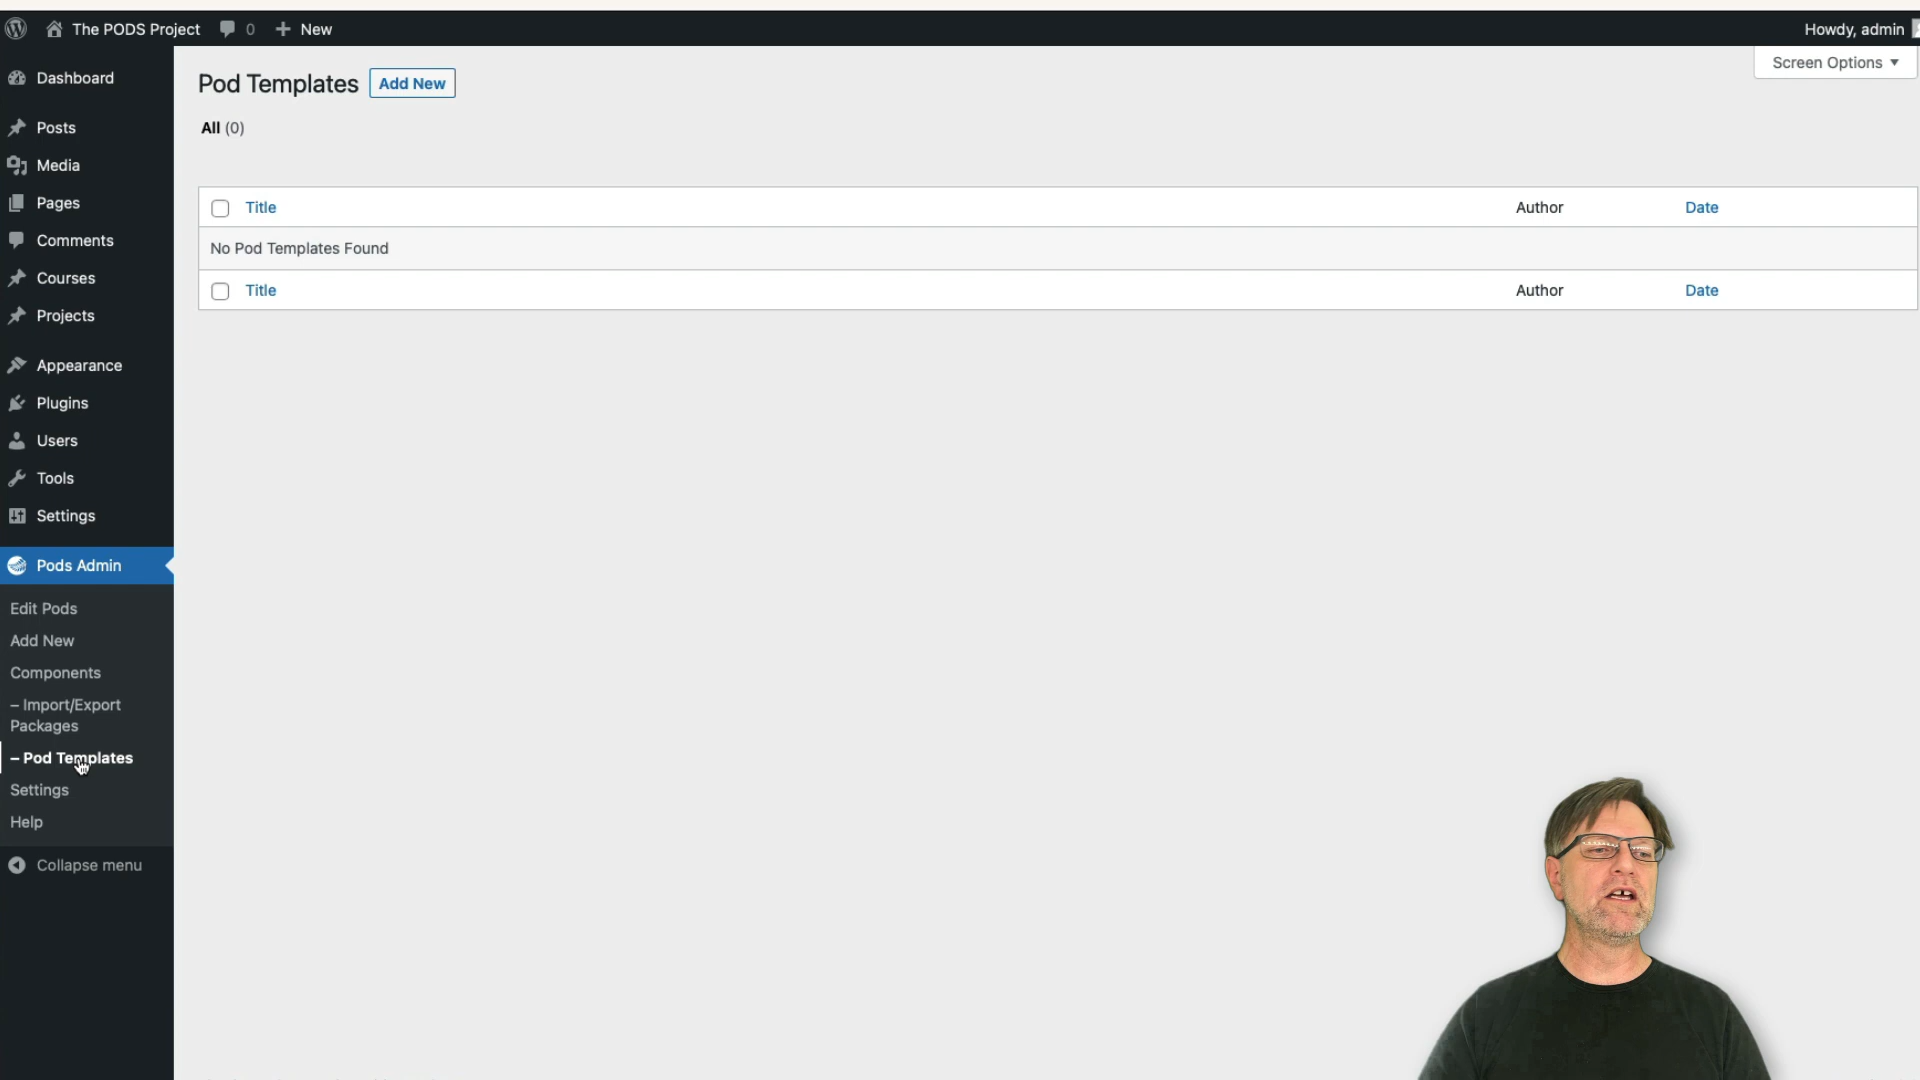 The PODS Project 0 New
Howdy, admin
Screen Options ▼
Dashboard
Posts
Media
Pages
Comments
Courses
Projects
Appearance
Plugins
Users
Tools
Settings
Pods Admin
Edit Pods
Add New
Components
– Import/Export
Packages
– Pod Templates
Settings
Help
Collapse menu
Pod Templates Add New
All (0)
Title Author Date
No Pod Templates Found
Title Author Date